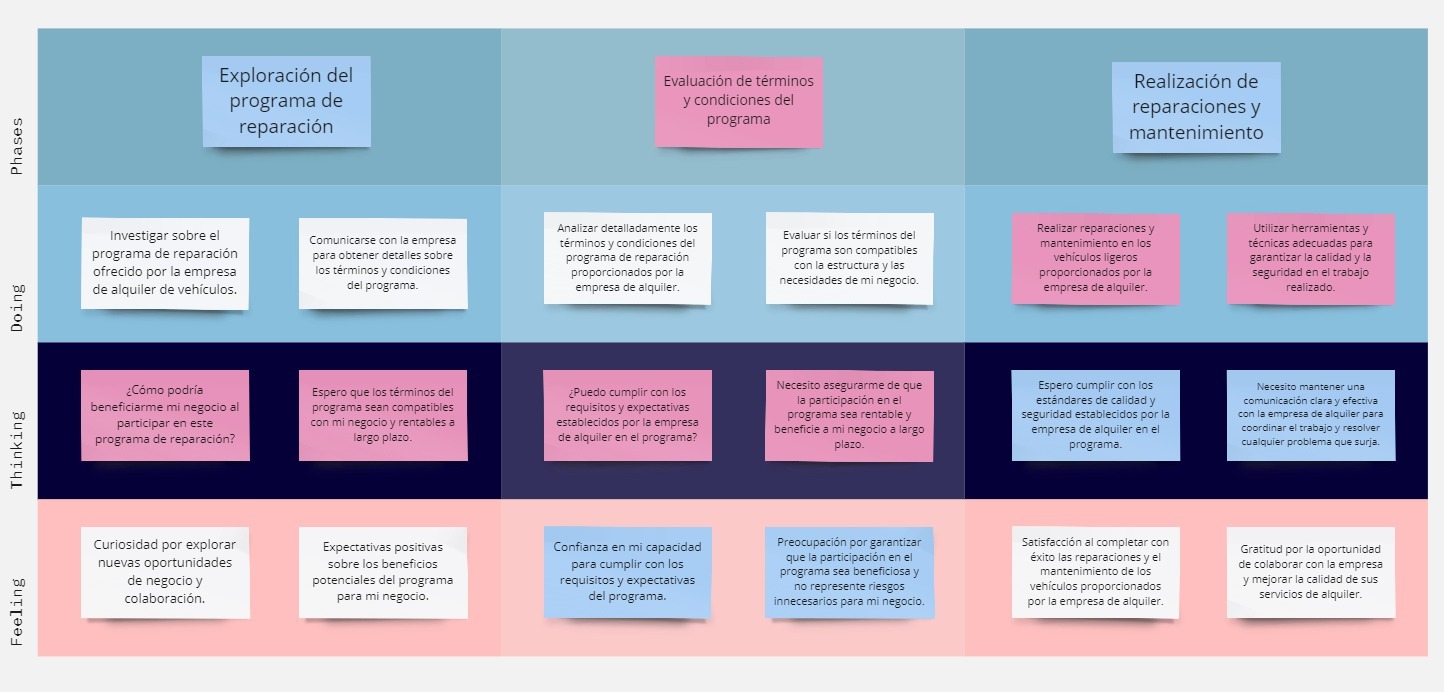 Phases
Exploración del
programa de
reparación
Evaluación de términos
y condiciones del
programa
Realización de
reparaciones y
mantenimiento
Doing
Investigar sobre el
programa de reparación
ofrecido por la empresa
de alquiler de vehículos.
Comunicarse con la empresa
para obtener detalles sobre
los términos y condiciones
del programa.
Analizar detalladamente los
términos y condiciones del
programa de reparación
proporcionados por la
empresa de alquiler.
Evaluar si los términos del
programa son compatibles
con la estructura y las
necesidades de mi negocio.
Realizar reparaciones y
mantenimiento en los
vehículos ligeros
proporcionados por la
empresa de alquiler.
Utilizar herramientas y
técnicas adecuadas para
garantizar la calidad y la
seguridad en el trabajo
realizado.
Thinking
¿Cómo podría
beneficiarme mi negocio al
participar en este
programa de reparación?
Espero que los términos del
programa sean compatibles
con mi negocio y rentables a
largo plazo.
¿Puedo cumplir con los
requisitos y expectativas
establecidos por la empresa
de alquiler en el programa?
Necesito asegurarme de que
la participación en el
programa sea rentable y
beneficie a mi negocio a largo
plazo.
Espero cumplir con los
estándares de calidad y
seguridad establecidos por la
empresa de alquiler en el
programa.
Necesito mantener una
comunicación clara y efectiva
con la empresa de alquiler para
coordinar el trabajo y resolver
cualquier problema que surja.
Feeling
Curiosidad por explorar
nuevas oportunidades
de negocio y
colaboración.
Expectativas positivas
sobre los beneficios
potenciales del programa
para mi negocio.
Confianza en mi capacidad
para cumplir con los
requisitos y expectativas
del programa.
Preocupación por garantizar
que la participación en el
programa sea beneficiosa y
no represente riesgos
innecesarios para mi negocio.
Satisfacción al completar con
éxito las reparaciones y el
mantenimiento de los
vehículos proporcionados
por la empresa de alquiler.
Gratitud por la oportunidad
de colaborar con la empresa
y mejorar la calidad de sus
servicios de alquiler.